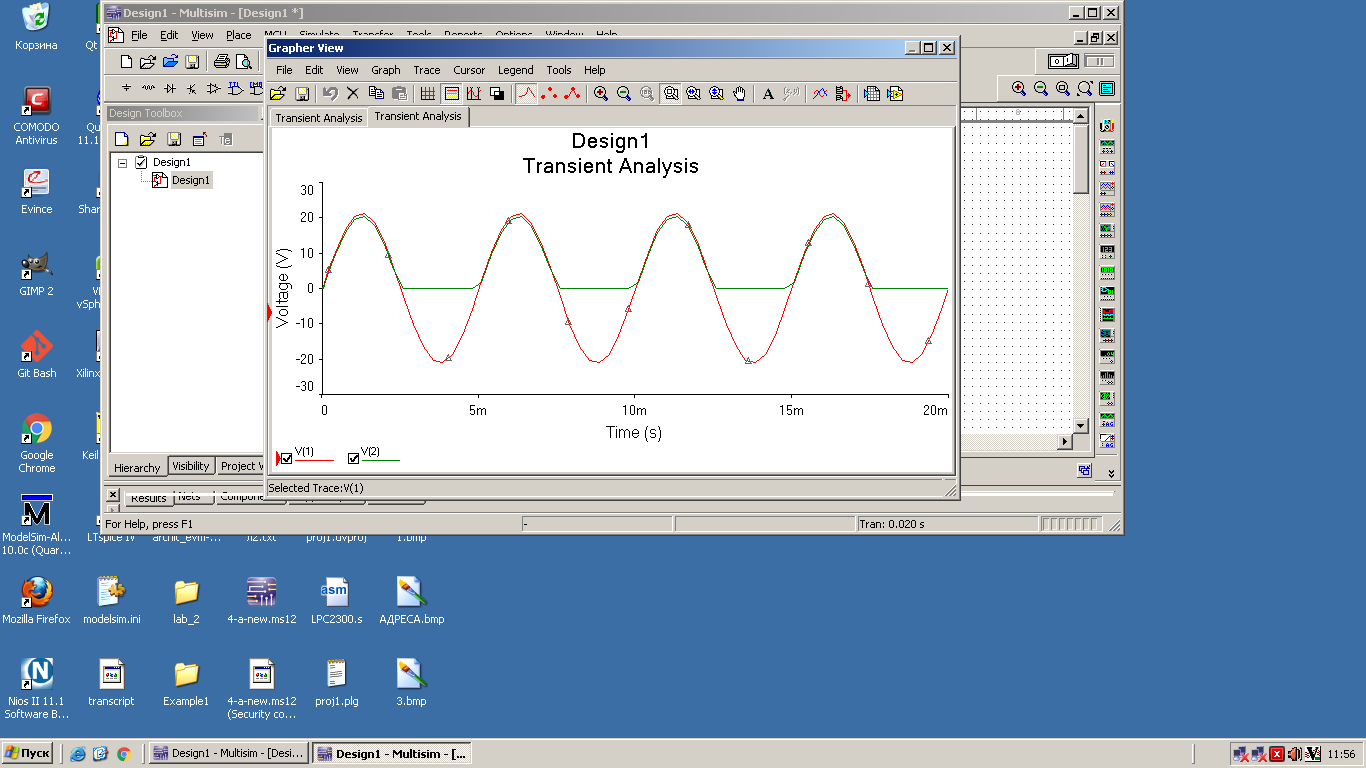 Design1 - Multisim - [Design1 *]
File Edit View Place MCU Simulate Transfer Tools Reports Options Window Help
Grapher View
File Edit View Graph Trace Cursor Legend Tools Help
Design Toolbox
Transient Analysis Transient Analysis
Design1
Design1
Design1
Transient Analysis
Voltage (V)
30
20
10
0
-10
-20
-30
0 5m 10m 15m 20m
Time (s)
V(1) V(2)
Selected Trace:V(1)
Hierarchy Visibility Project V
Results Nets
For Help, press F1
-
Tran: 0.020 s
Корзина
Qt
COMODO
Antivirus
Qu
11.1
Evince
Shar
GIMP 2
vSph
Git Bash
Xilinx
Google
Chrome
Keil
ModelSim-Al...
10.0c (Quar...
LTspice IV
archit_evm-...
Ji2.txt
proj1.uvproj
1.bmp
Mozilla Firefox
modelsim.ini
lab_2
4-a-new.ms12
asm
LPC2300.s
АДРЕСА.bmp
Nios II 11.1
Software B...
transcript
Example1
4-a-new.ms12
(Security co...
proj1.plg
3.bmp
Пуск
Design1 - Multisim - [Desi...
Design1 - Multisim - [...
11:56